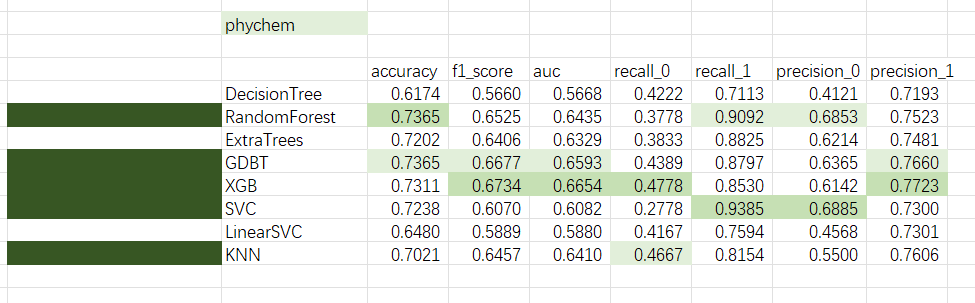 phychem
accuracy f1_score auc recall_0 recall_1 precision_0 precision_1
DecisionTree 0.6174 0.5660 0.5668 0.4222 0.7113 0.4121 0.7193
RandomForest 0.7365 0.6525 0.6435 0.3778 0.9092 0.6853 0.7523
ExtraTrees 0.7202 0.6406 0.6329 0.3833 0.8825 0.6214 0.7481
GDBT 0.7365 0.6677 0.6593 0.4389 0.8797 0.6365 0.7660
XGB 0.7311 0.6734 0.6654 0.4778 0.8530 0.6142 0.7723
SVC 0.7238 0.6070 0.6082 0.2778 0.9385 0.6885 0.7300
LinearSVC 0.6480 0.5889 0.5880 0.4167 0.7594 0.4568 0.7301
KNN 0.7021 0.6457 0.6410 0.4667 0.8154 0.5500 0.7606